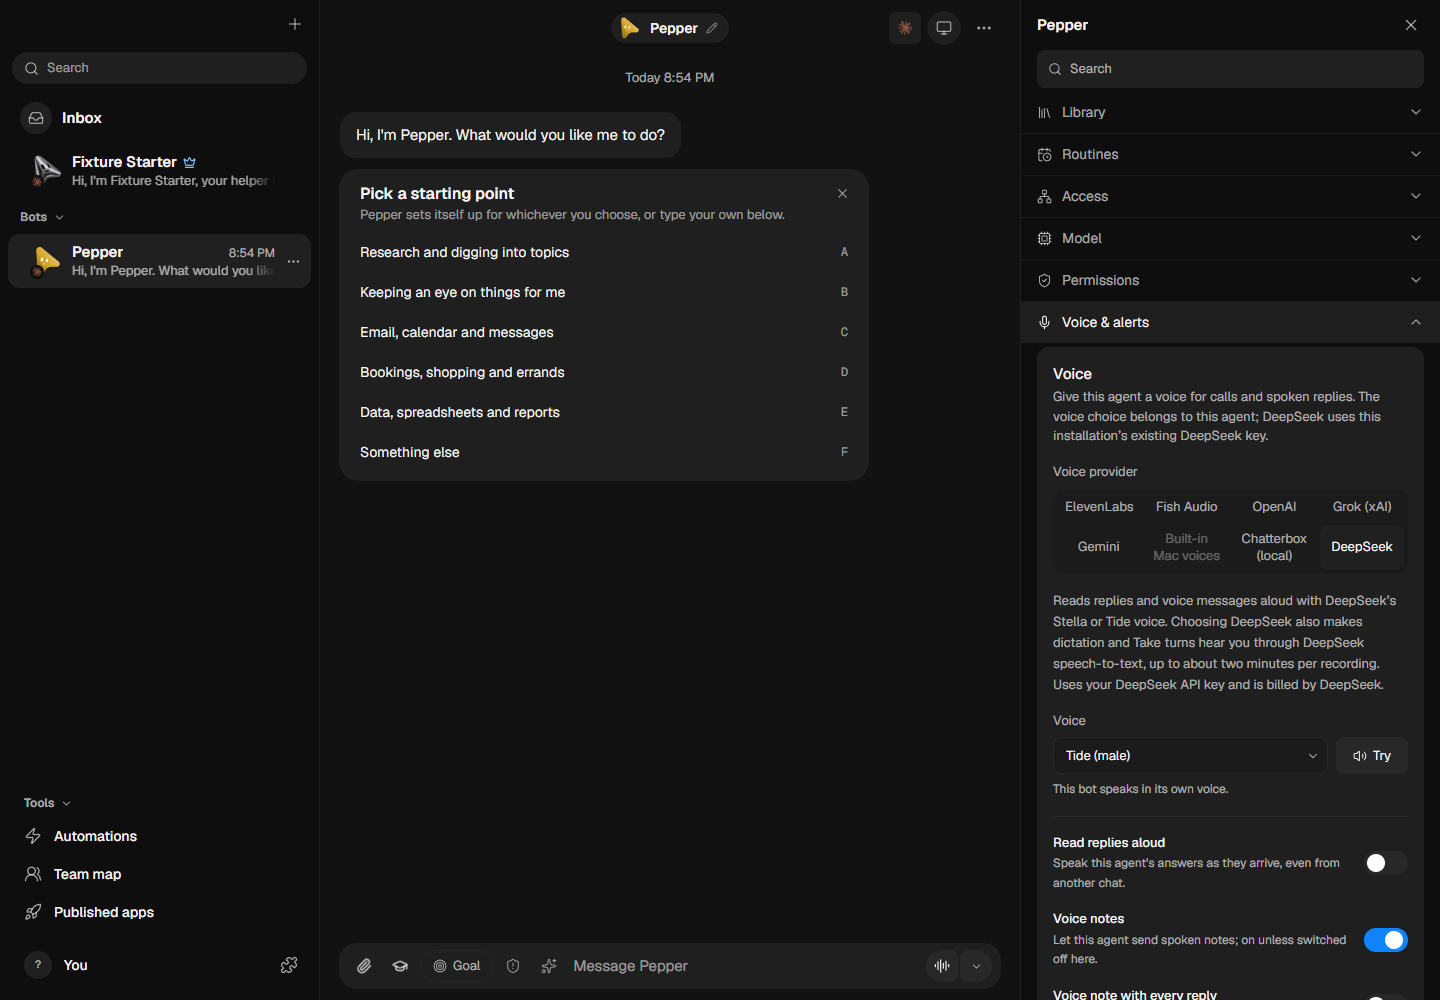 Search
Inbox
Fixture Starter
Hi, I'm Fixture Starter, your helper
Bots
Pepper
8:54 PM
Hi, I'm Pepper. What would you like
Tools
Automations
Team map
Published apps
?
You
Pepper
Today 8:54 PM
Hi, I'm Pepper. What would you like me to do?
Pick a starting point
Pepper sets itself up for whichever you choose, or type your own below.
Research and digging into topics A
Keeping an eye on things for me B
Email, calendar and messages C
Bookings, shopping and errands D
Data, spreadsheets and reports E
Something else F
Goal
Message Pepper
Pepper
Search
Library
Routines
Access
Model
Permissions
Voice & alerts
Voice
Give this agent a voice for calls and spoken replies. The
voice choice belongs to this agent; DeepSeek uses this
installation's existing DeepSeek key.
Voice provider
ElevenLabs Fish Audio OpenAI Grok (xAI)
Gemini
Built-in
Mac voices
Chatterbox
(local)
DeepSeek
Reads replies and voice messages aloud with DeepSeek's
Stella or Tide voice. Choosing DeepSeek also makes
dictation and Take turns hear you through DeepSeek
speech-to-text, up to about two minutes per recording.
Uses your DeepSeek API key and is billed by DeepSeek.
Voice
Tide (male)
Try
This bot speaks in its own voice.
Read replies aloud
Speak this agent's answers as they arrive, even from
another chat.
Voice notes
Let this agent send spoken notes; on unless switched
off here.
Voice note with every reply